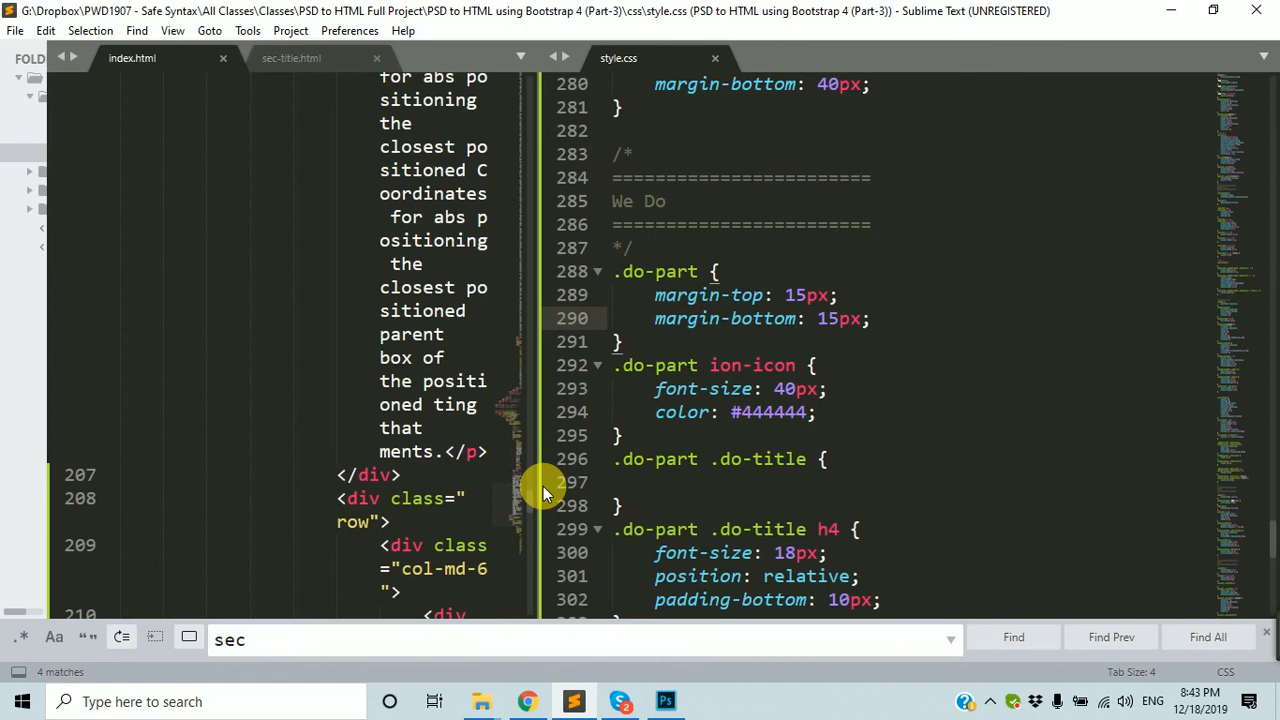 G:\Dropbox\PWD1907 - Safe Syntax\All Classes\Classes\PSD to HTML Full Project\PSD to HTML using Bootstrap 4 (Part-3)\css\style.css (PSD to HTML using Bootstrap 4 (Part-3)) - Sublime Text (UNREGISTERED)
File Edit Selection Find View Goto Tools Project Preferences Help
FOLD
index.html
sec-title.html
style.css
for abs po
sitioning
the
closest po
sitioned C
oordinates
for abs p
ositioning
the
closest po
sitioned
parent
box of
the positi
oned ting
that
ments.</p>
207 </div>
208 <div class="
row">
209 <div class
="col-md-6
">
210 <div
280 margin-bottom: 40px;
281 }
282
283 /*
284 =======================
285 We Do
286 =======================
287 */
288 .do-part {
289 margin-top: 15px;
290 margin-bottom: 15px;
291 }
292 .do-part ion-icon {
293 font-size: 40px;
294 color: #444444;
295 }
296 .do-part .do-title {
297
298 }
299 .do-part .do-title h4 {
300 font-size: 18px;
301 position: relative;
302 padding-bottom: 10px;
.* Aa “” sec Find Find Prev Find All
4 matches Tab Size: 4 CSS
Type here to search
2
Ps
ENG
8:43 PM
12/18/2019